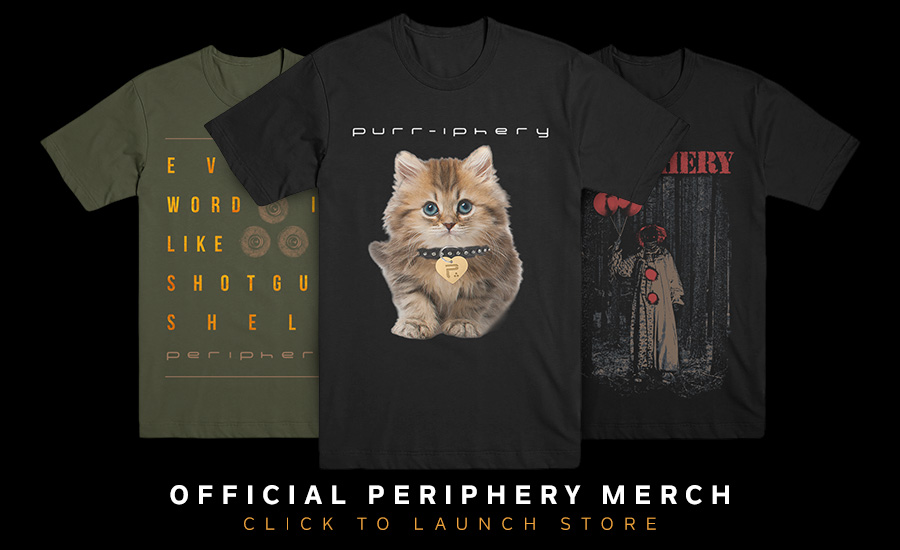 E V
WORD I
LIKE
SHOTGU
SHEL
peripher
purr-iphery
P
HERY
OFFICIAL PERIPHERY MERCH
CLICK TO LAUNCH STORE